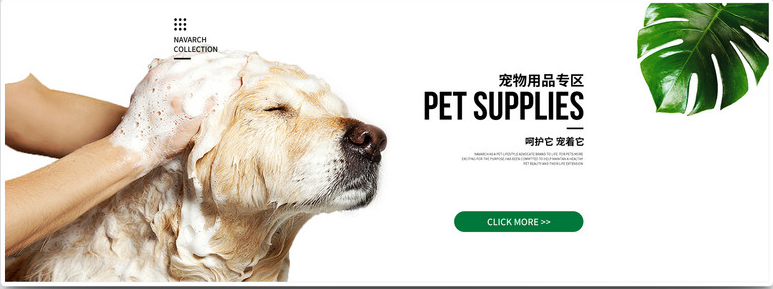 NAVARCH
COLLECTION
宠物用品专区
PET SUPPLIES
呵护它 宠着它
NAVARCH AS A PET LIFESTYLE ADVOCATE BRAND TO LIFE, FOR PETS MORE
EXCITING FOR THE PURPOSE, HAS BEEN COMMITTED TO HELP MAINTAIN A HEALTHY
PET BEAUTY AND THEIR LIFE EXTENSION
CLICK MORE >>